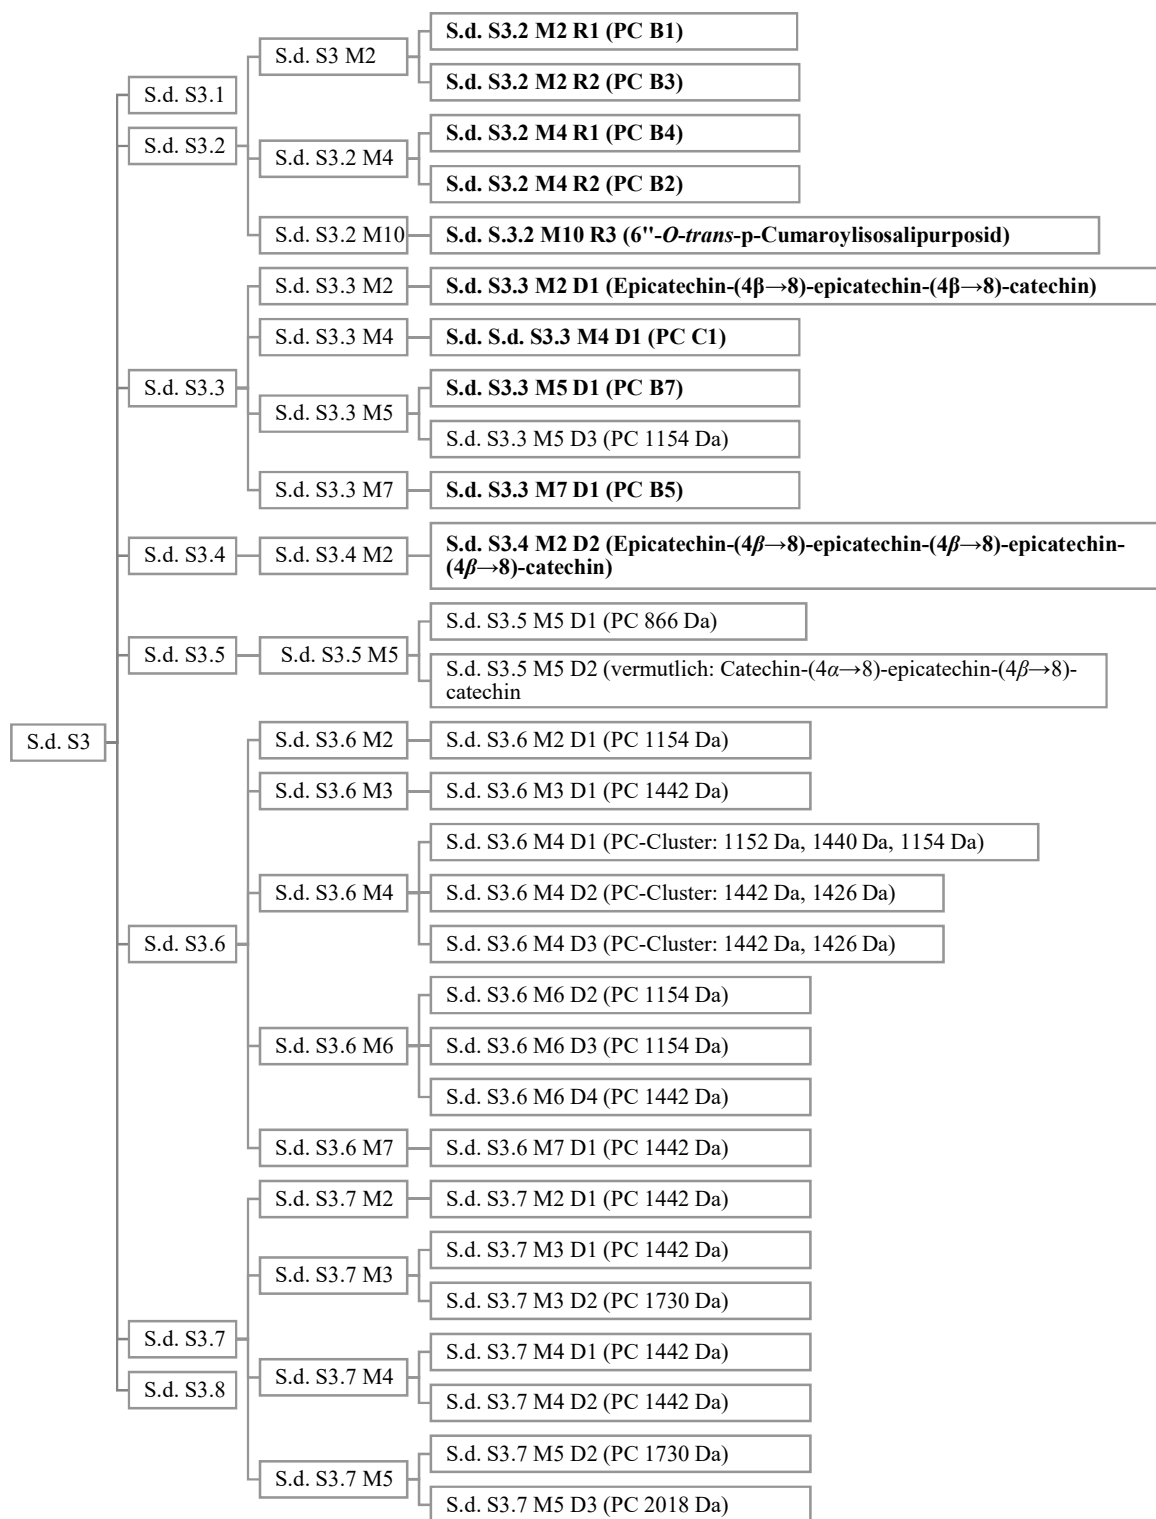 S.d. S3
S.d. S3.1
S.d. S3.2
S.d. S3 M2
S.d. S3.2 M2 R1 (PC B1)
S.d. S3.2 M2 R2 (PC B3)
S.d. S3.2 M4
S.d. S3.2 M4 R1 (PC B4)
S.d. S3.2 M4 R2 (PC B2)
S.d. S3.2 M10
S.d. S.3.2 M10 R3 (6''-O-trans-p-Cumaroylisosalipurposid)
S.d. S3.3
S.d. S3.3 M2
S.d. S3.3 M2 D1 (Epicatechin-(4β→8)-epicatechin-(4β→8)-catechin)
S.d. S3.3 M4
S.d. S.d. S3.3 M4 D1 (PC C1)
S.d. S3.3 M5
S.d. S3.3 M5 D1 (PC B7)
S.d. S3.3 M5 D3 (PC 1154 Da)
S.d. S3.3 M7
S.d. S3.3 M7 D1 (PC B5)
S.d. S3.4
S.d. S3.4 M2
S.d. S3.4 M2 D2 (Epicatechin-(4β→8)-epicatechin-(4β→8)-epicatechin-
(4β→8)-catechin)
S.d. S3.5
S.d. S3.5 M5
S.d. S3.5 M5 D1 (PC 866 Da)
S.d. S3.5 M5 D2 (vermutlich: Catechin-(4α→8)-epicatechin-(4β→8)-
catechin
S.d. S3.6
S.d. S3.6 M2
S.d. S3.6 M2 D1 (PC 1154 Da)
S.d. S3.6 M3
S.d. S3.6 M3 D1 (PC 1442 Da)
S.d. S3.6 M4
S.d. S3.6 M4 D1 (PC-Cluster: 1152 Da, 1440 Da, 1154 Da)
S.d. S3.6 M4 D2 (PC-Cluster: 1442 Da, 1426 Da)
S.d. S3.6 M4 D3 (PC-Cluster: 1442 Da, 1426 Da)
S.d. S3.6 M6
S.d. S3.6 M6 D2 (PC 1154 Da)
S.d. S3.6 M6 D3 (PC 1154 Da)
S.d. S3.6 M6 D4 (PC 1442 Da)
S.d. S3.6 M7
S.d. S3.6 M7 D1 (PC 1442 Da)
S.d. S3.7
S.d. S3.7 M2
S.d. S3.7 M2 D1 (PC 1442 Da)
S.d. S3.7 M3
S.d. S3.7 M3 D1 (PC 1442 Da)
S.d. S3.7 M3 D2 (PC 1730 Da)
S.d. S3.7 M4
S.d. S3.7 M4 D1 (PC 1442 Da)
S.d. S3.7 M4 D2 (PC 1442 Da)
S.d. S3.7 M5
S.d. S3.7 M5 D2 (PC 1730 Da)
S.d. S3.7 M5 D3 (PC 2018 Da)
S.d. S3.8